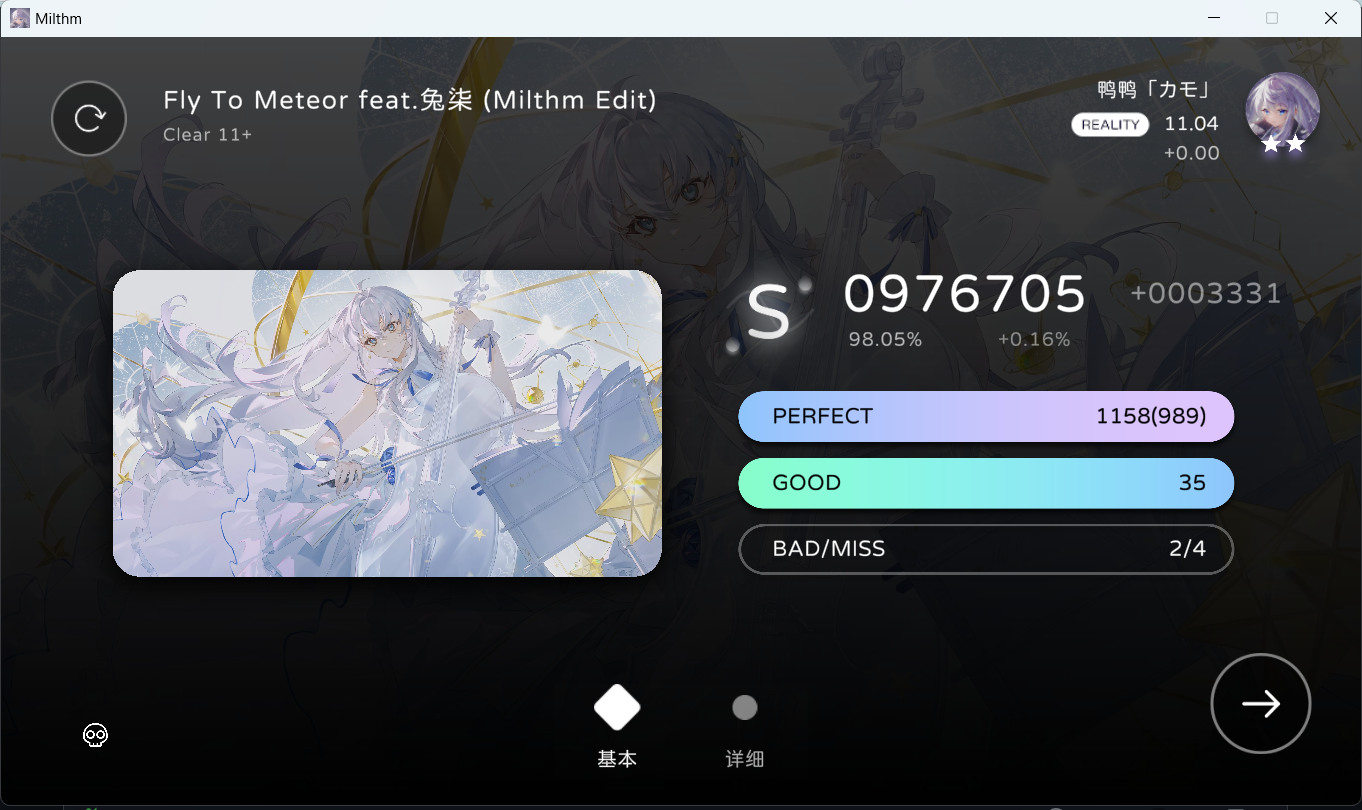 Milthm
Fly To Meteor feat.兔柒 (Milthm Edit)
Clear 11+
鸭鸭「カモ」
REALITY 11.04
+0.00
S 0976705 +0003331
98.05% +0.16%
PERFECT 1158(989)
GOOD 35
BAD/MISS 2/4
基本 详细